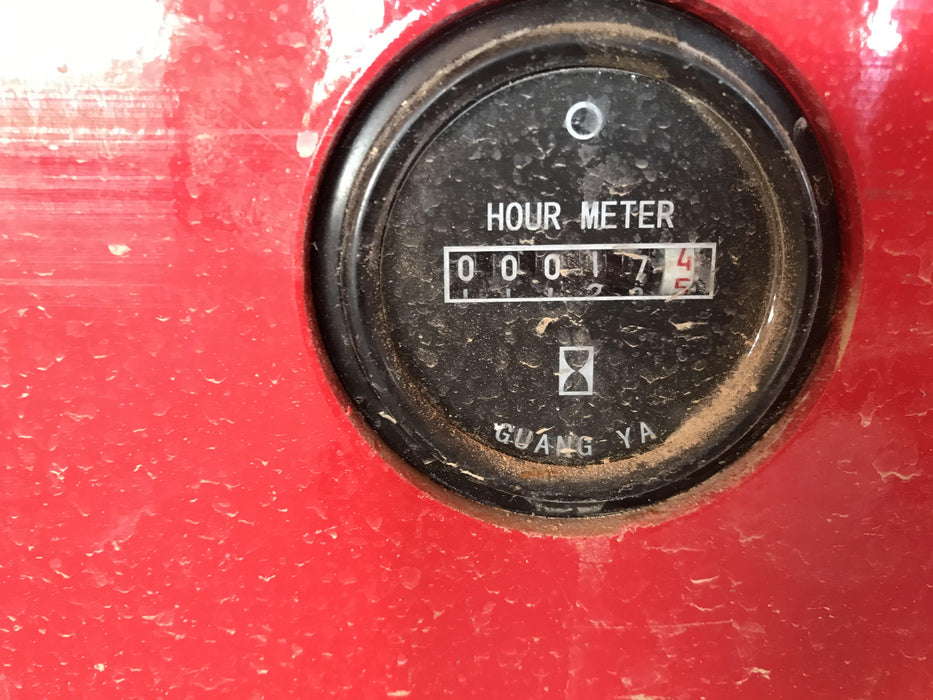 HOUR METER
000174
GUANG YA